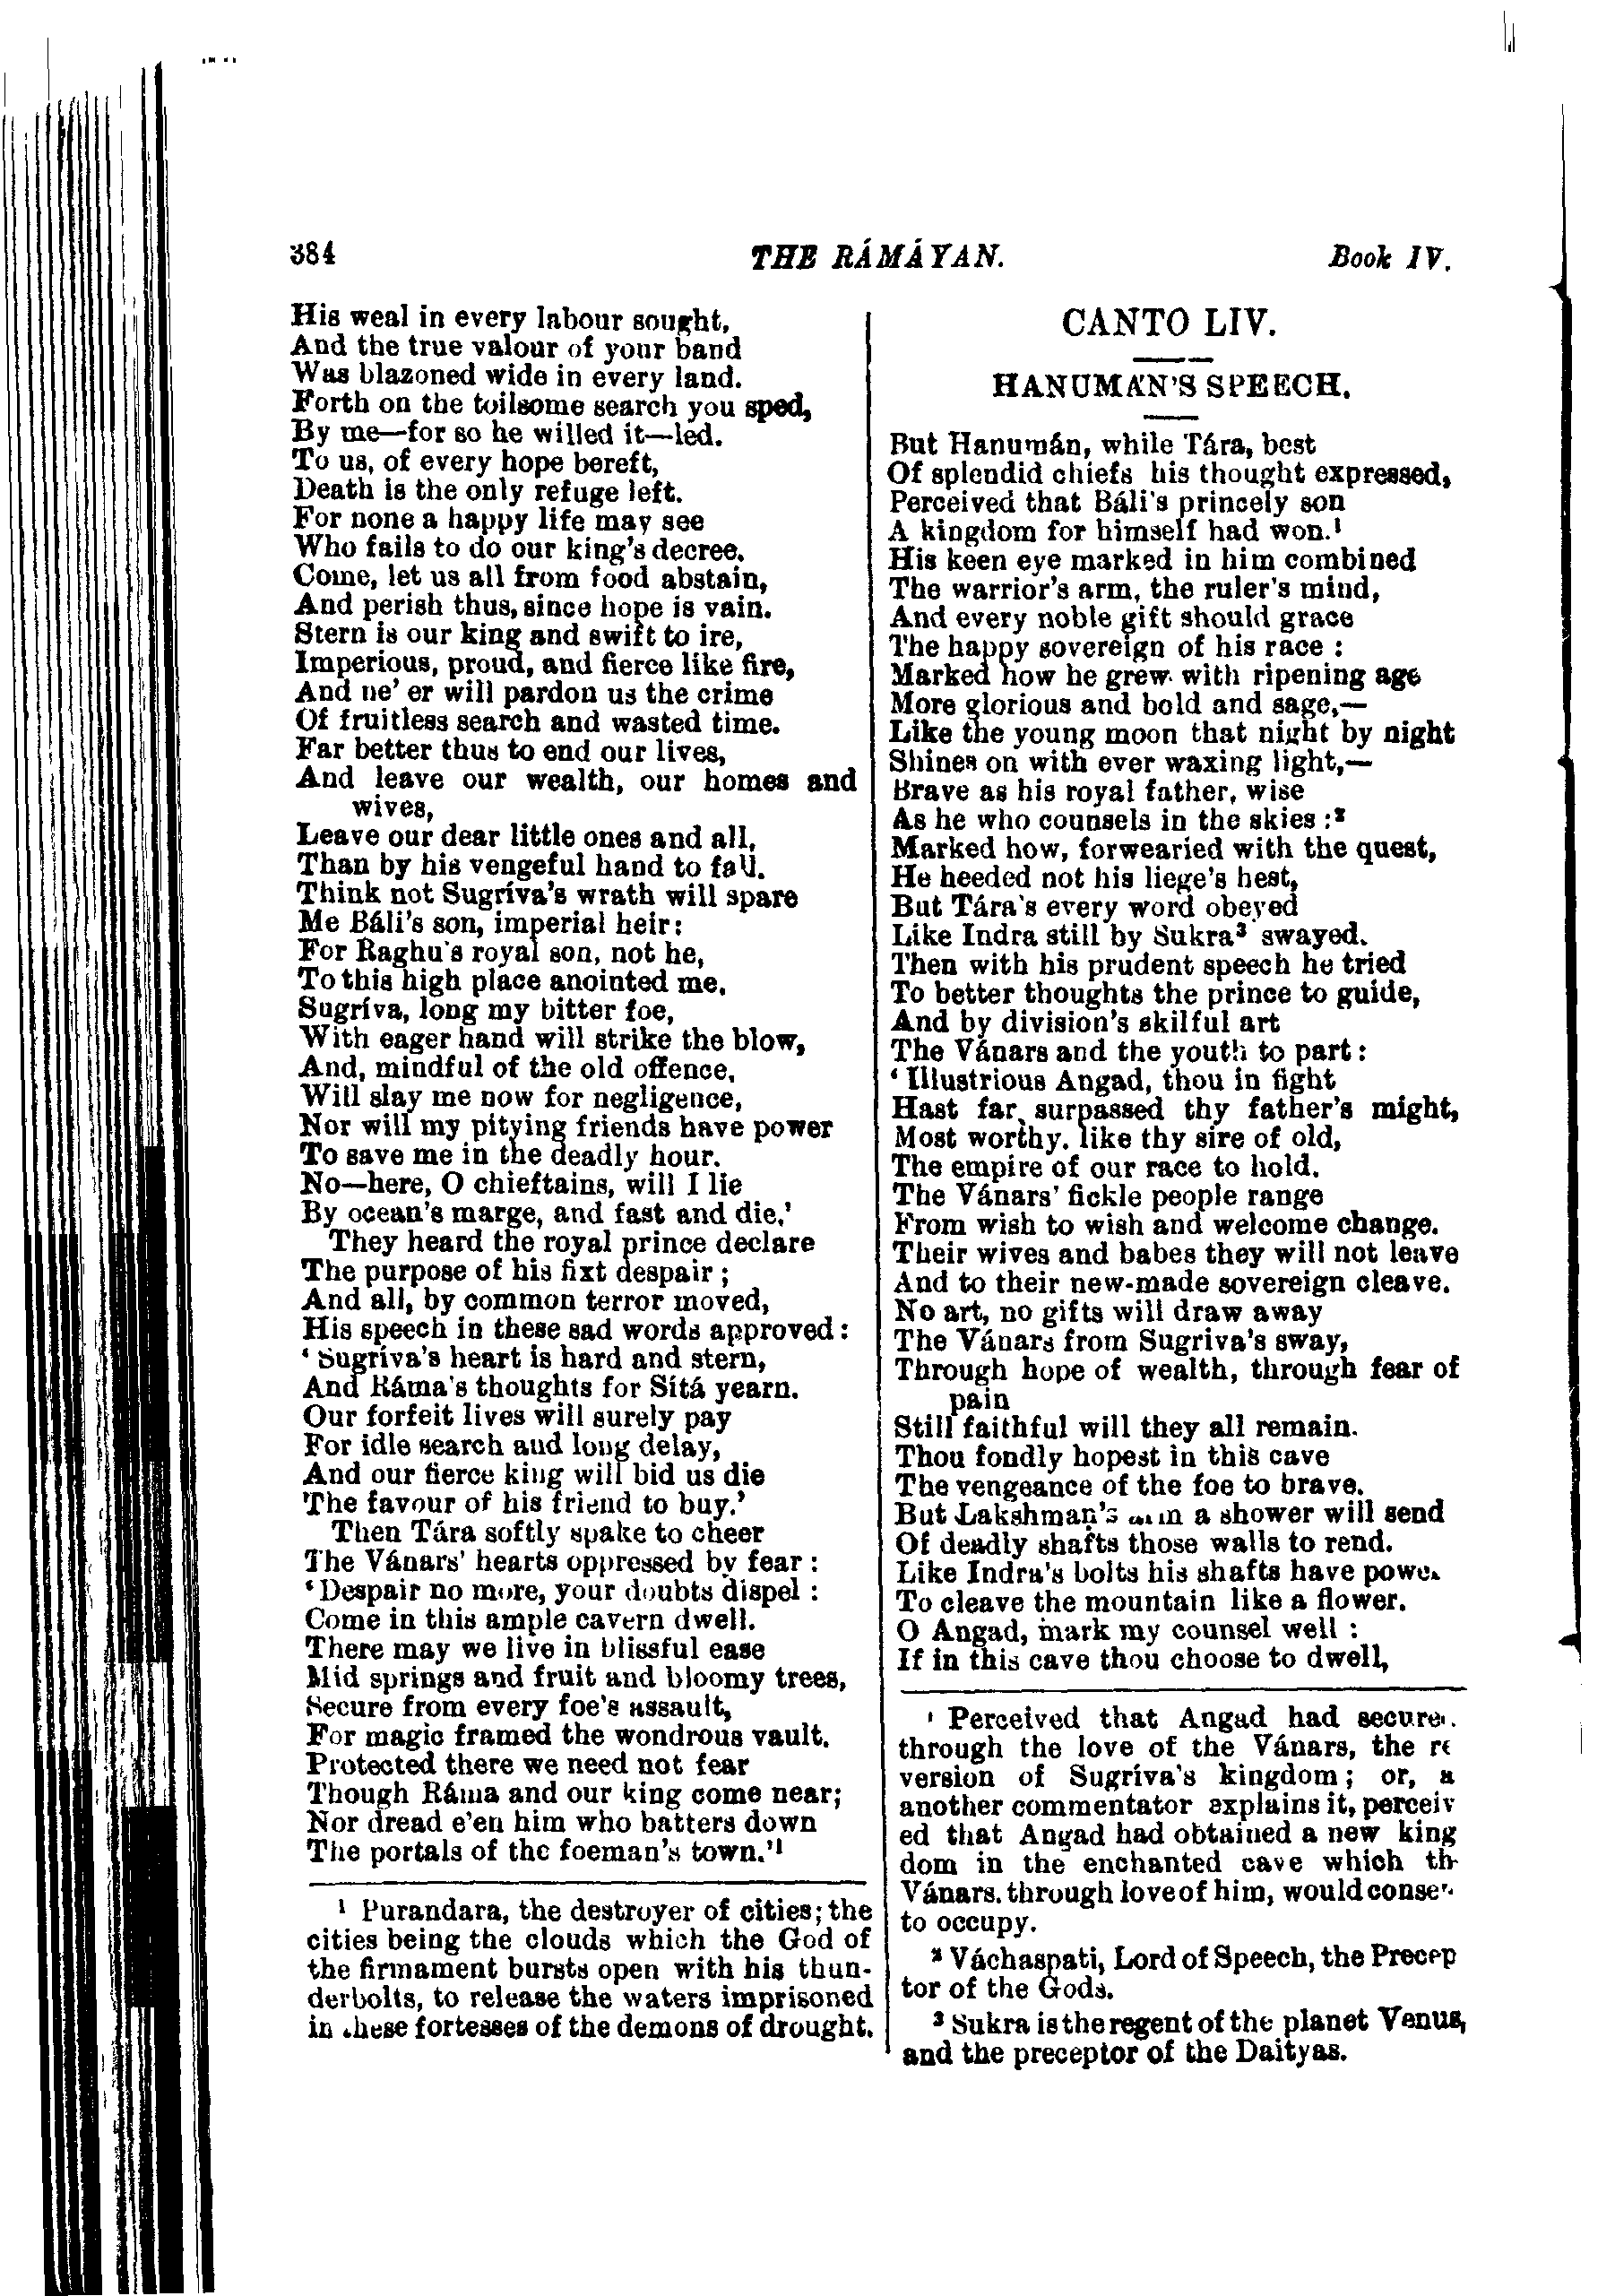 384
THE RÁMÁYAN.
Book IV.
His weal in every labour sought,
And the true valour of your band
Was blazoned wide in every land.
Forth on the toilsome search you sped,
By me—for so he willed it—led.
To us, of every hope bereft,
Death is the only refuge left.
For none a happy life may see
Who fails to do our king's decree.
Come, let us all from food abstain,
And perish thus, since hope is vain.
Stern is our king and swift to ire,
Imperious, proud, and fierce like fire,
And ne' er will pardon us the crime
Of fruitless search and wasted time.
Far better thus to end our lives,
And leave our wealth, our homes and
wives,
Leave our dear little ones and all,
Than by his vengeful hand to fall.
Think not Sugríva's wrath will spare
Me Báli's son, imperial heir:
For Raghu's royal son, not he,
To this high place anointed me.
Sugríva, long my bitter foe,
With eager hand will strike the blow,
And, mindful of the old offence,
Will slay me now for negligence,
Nor will my pitying friends have power
To save me in the deadly hour.
No—here, O chieftains, will I lie
By ocean's marge, and fast and die.'
They heard the royal prince declare
The purpose of his fixt despair;
And all, by common terror moved,
His speech in these sad words approved:
'Sugríva's heart is hard and stern,
And Ráma's thoughts for Sítá yearn.
Our forfeit lives will surely pay
For idle search and long delay,
And our fierce king will bid us die
The favour of his friend to buy.'
Then Tára softly spake to cheer
The Vánars' hearts oppressed by fear:
'Despair no more, your doubts dispel:
Come in this ample cavern dwell.
There may we live in blissful ease
Mid springs and fruit and bloomy trees,
Secure from every foe's assault,
For magic framed the wondrous vault.
Protected there we need not fear
Though Ráma and our king come near;
Nor dread e'en him who batters down
The portals of the foeman's town.'¹
¹ Purandara, the destroyer of cities; the
cities being the clouds which the God of
the firmament bursts open with his thun-
derbolts, to release the waters imprisoned
in these fortesses of the demons of drought.
CANTO LIV.
HANUMÁN'S SPEECH.
But Hanumán, while Tára, best
Of splendid chiefs his thought expressed,
Perceived that Báli's princely son
A kingdom for himself had won.¹
His keen eye marked in him combined
The warrior's arm, the ruler's mind,
And every noble gift should grace
The happy sovereign of his race:
Marked how he grew with ripening age
More glorious and bold and sage,—
Like the young moon that night by night
Shines on with ever waxing light,—
Brave as his royal father, wise
As he who counsels in the skies:²
Marked how, forwearied with the quest,
He heeded not his liege's hest,
But Tára's every word obeyed
Like Indra still by Sukra³ swayed.
Then with his prudent speech he tried
To better thoughts the prince to guide,
And by division's skilful art
The Vánars and the youth to part:
'Illustrious Angad, thou in fight
Hast far surpassed thy father's might,
Most worthy, like thy sire of old,
The empire of our race to hold.
The Vánars' fickle people range
From wish to wish and welcome change.
Their wives and babes they will not leave
And to their new-made sovereign cleave.
No art, no gifts will draw away
The Vánars from Sugriva's sway,
Through hope of wealth, through fear of
pain
Still faithful will they all remain.
Thou fondly hopest in this cave
The vengeance of the foe to brave.
But Lakshmaṇ's arm a shower will send
Of deadly shafts those walls to rend.
Like Indra's bolts his shafts have power
To cleave the mountain like a flower.
O Angad, mark my counsel well:
If in this cave thou choose to dwell,
¹ Perceived that Angad had secure
through the love of the Vánars, the re
version of Sugríva's kingdom; or, a
another commentator explains it, perceiv
ed that Angad had obtained a new king
dom in the enchanted cave which th
Vánars, through love of him, would conse
to occupy.
² Váchaspati, Lord of Speech, the Precep
tor of the Gods.
³ Sukra is the regent of the planet Venus,
and the preceptor of the Daityas.